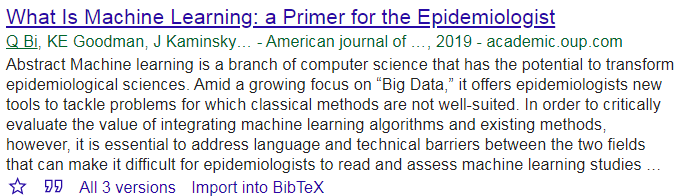 What Is Machine Learning: a Primer for the Epidemiologist
Q Bi, KE Goodman, J Kaminsky… - American journal of …, 2019 - academic.oup.com
Abstract Machine learning is a branch of computer science that has the potential to transform
epidemiological sciences. Amid a growing focus on “Big Data,” it offers epidemiologists new
tools to tackle problems for which classical methods are not well-suited. In order to critically
evaluate the value of integrating machine learning algorithms and existing methods,
however, it is essential to address language and technical barriers between the two fields
that can make it difficult for epidemiologists to read and assess machine learning studies …
All 3 versions Import into BibTeX